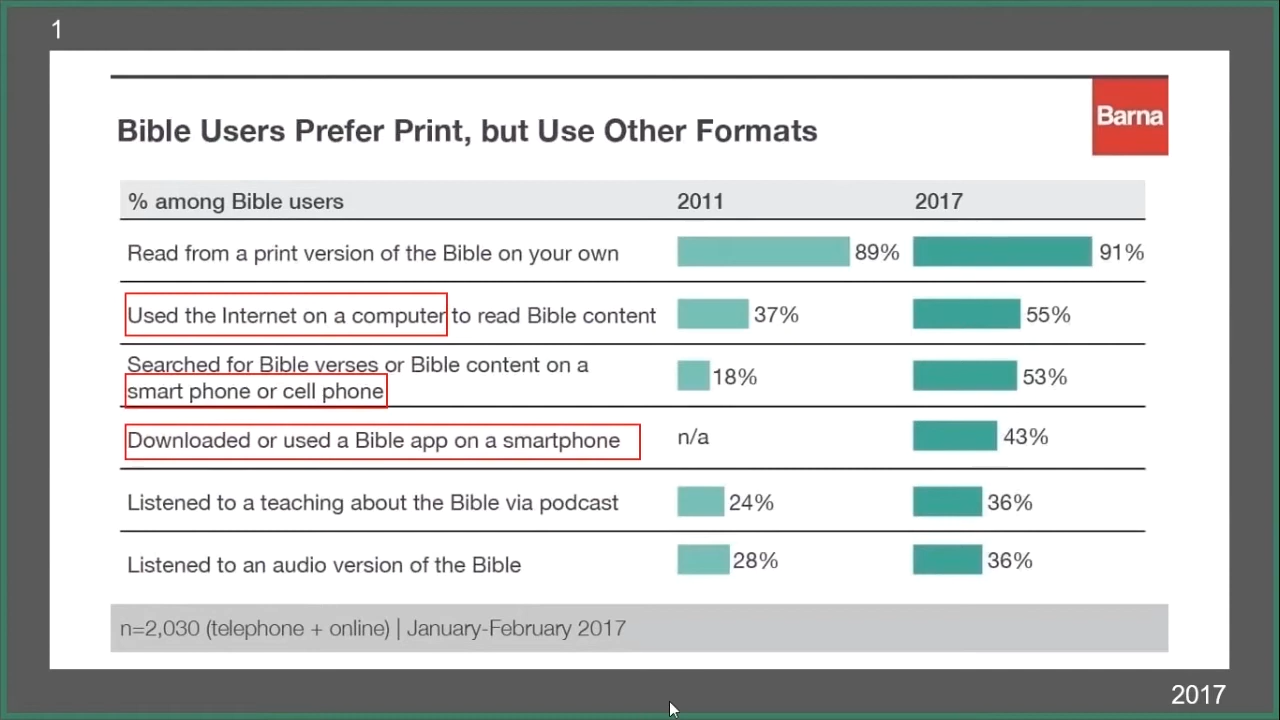 1
Barna
Bible Users Prefer Print, but Use Other Formats
% among Bible users 2011 2017
Read from a print version of the Bible on your own 89% 91%
Used the Internet on a computer to read Bible content 37% 55%
Searched for Bible verses or Bible content on a
smart phone or cell phone 18% 53%
Downloaded or used a Bible app on a smartphone n/a 43%
Listened to a teaching about the Bible via podcast 24% 36%
Listened to an audio version of the Bible 28% 36%
n=2,030 (telephone + online) | January-February 2017
2017